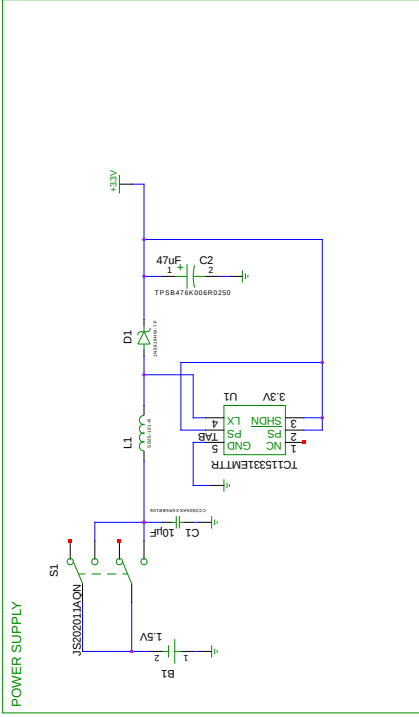 +3.3V
47uF
C2
+
1
2
TPSB476K006R0250
D1
U1
3.3V
4
LX
SHDN
3
TAB
PS
PS
2
5
GND
NC
1
TC115331EMTTR
L1
C1
10µF
S1
JS202011AQN
1.5V
2
1
B1
POWER SUPPLY